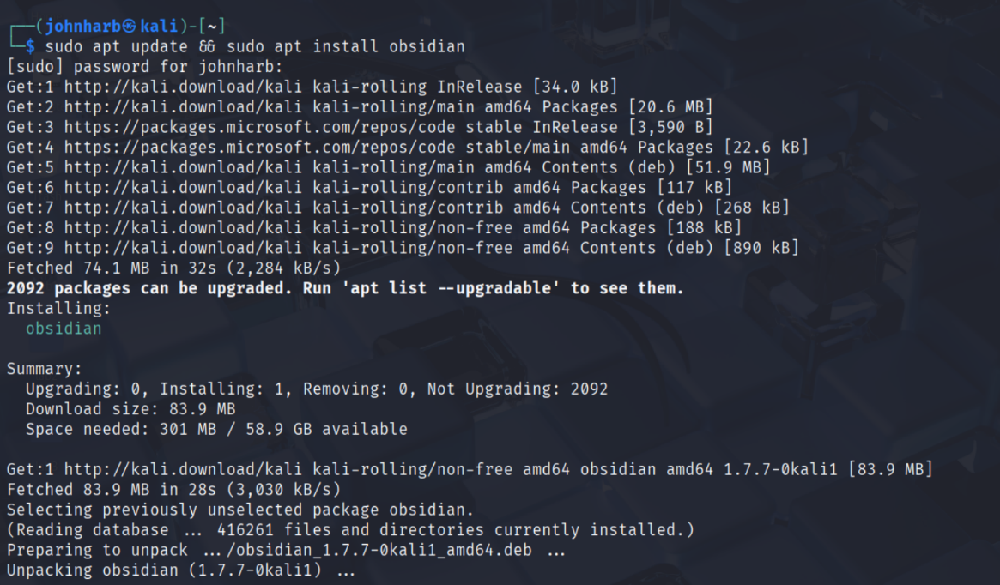 ┌──(johnharb㉿kali)-[~]
└─$ sudo apt update && sudo apt install obsidian
[sudo] password for johnharb:
Get:1 http://kali.download/kali kali-rolling InRelease [34.0 kB]
Get:2 http://kali.download/kali kali-rolling/main amd64 Packages [20.6 MB]
Get:3 https://packages.microsoft.com/repos/code stable InRelease [3,590 B]
Get:4 https://packages.microsoft.com/repos/code stable/main amd64 Packages [22.6 kB]
Get:5 http://kali.download/kali kali-rolling/main amd64 Contents (deb) [51.9 MB]
Get:6 http://kali.download/kali kali-rolling/contrib amd64 Packages [117 kB]
Get:7 http://kali.download/kali kali-rolling/contrib amd64 Contents (deb) [268 kB]
Get:8 http://kali.download/kali kali-rolling/non-free amd64 Packages [188 kB]
Get:9 http://kali.download/kali kali-rolling/non-free amd64 Contents (deb) [890 kB]
Fetched 74.1 MB in 32s (2,284 kB/s)
2092 packages can be upgraded. Run 'apt list --upgradable' to see them.
Installing:
  obsidian
Summary:
  Upgrading: 0, Installing: 1, Removing: 0, Not Upgrading: 2092
  Download size: 83.9 MB
  Space needed: 301 MB / 58.9 GB available
Get:1 http://kali.download/kali kali-rolling/non-free amd64 obsidian amd64 1.7.7-0kali1 [83.9 MB]
Fetched 83.9 MB in 28s (3,030 kB/s)
Selecting previously unselected package obsidian.
(Reading database ... 416261 files and directories currently installed.)
Preparing to unpack .../obsidian_1.7.7-0kali1_amd64.deb ...
Unpacking obsidian (1.7.7-0kali1) ...